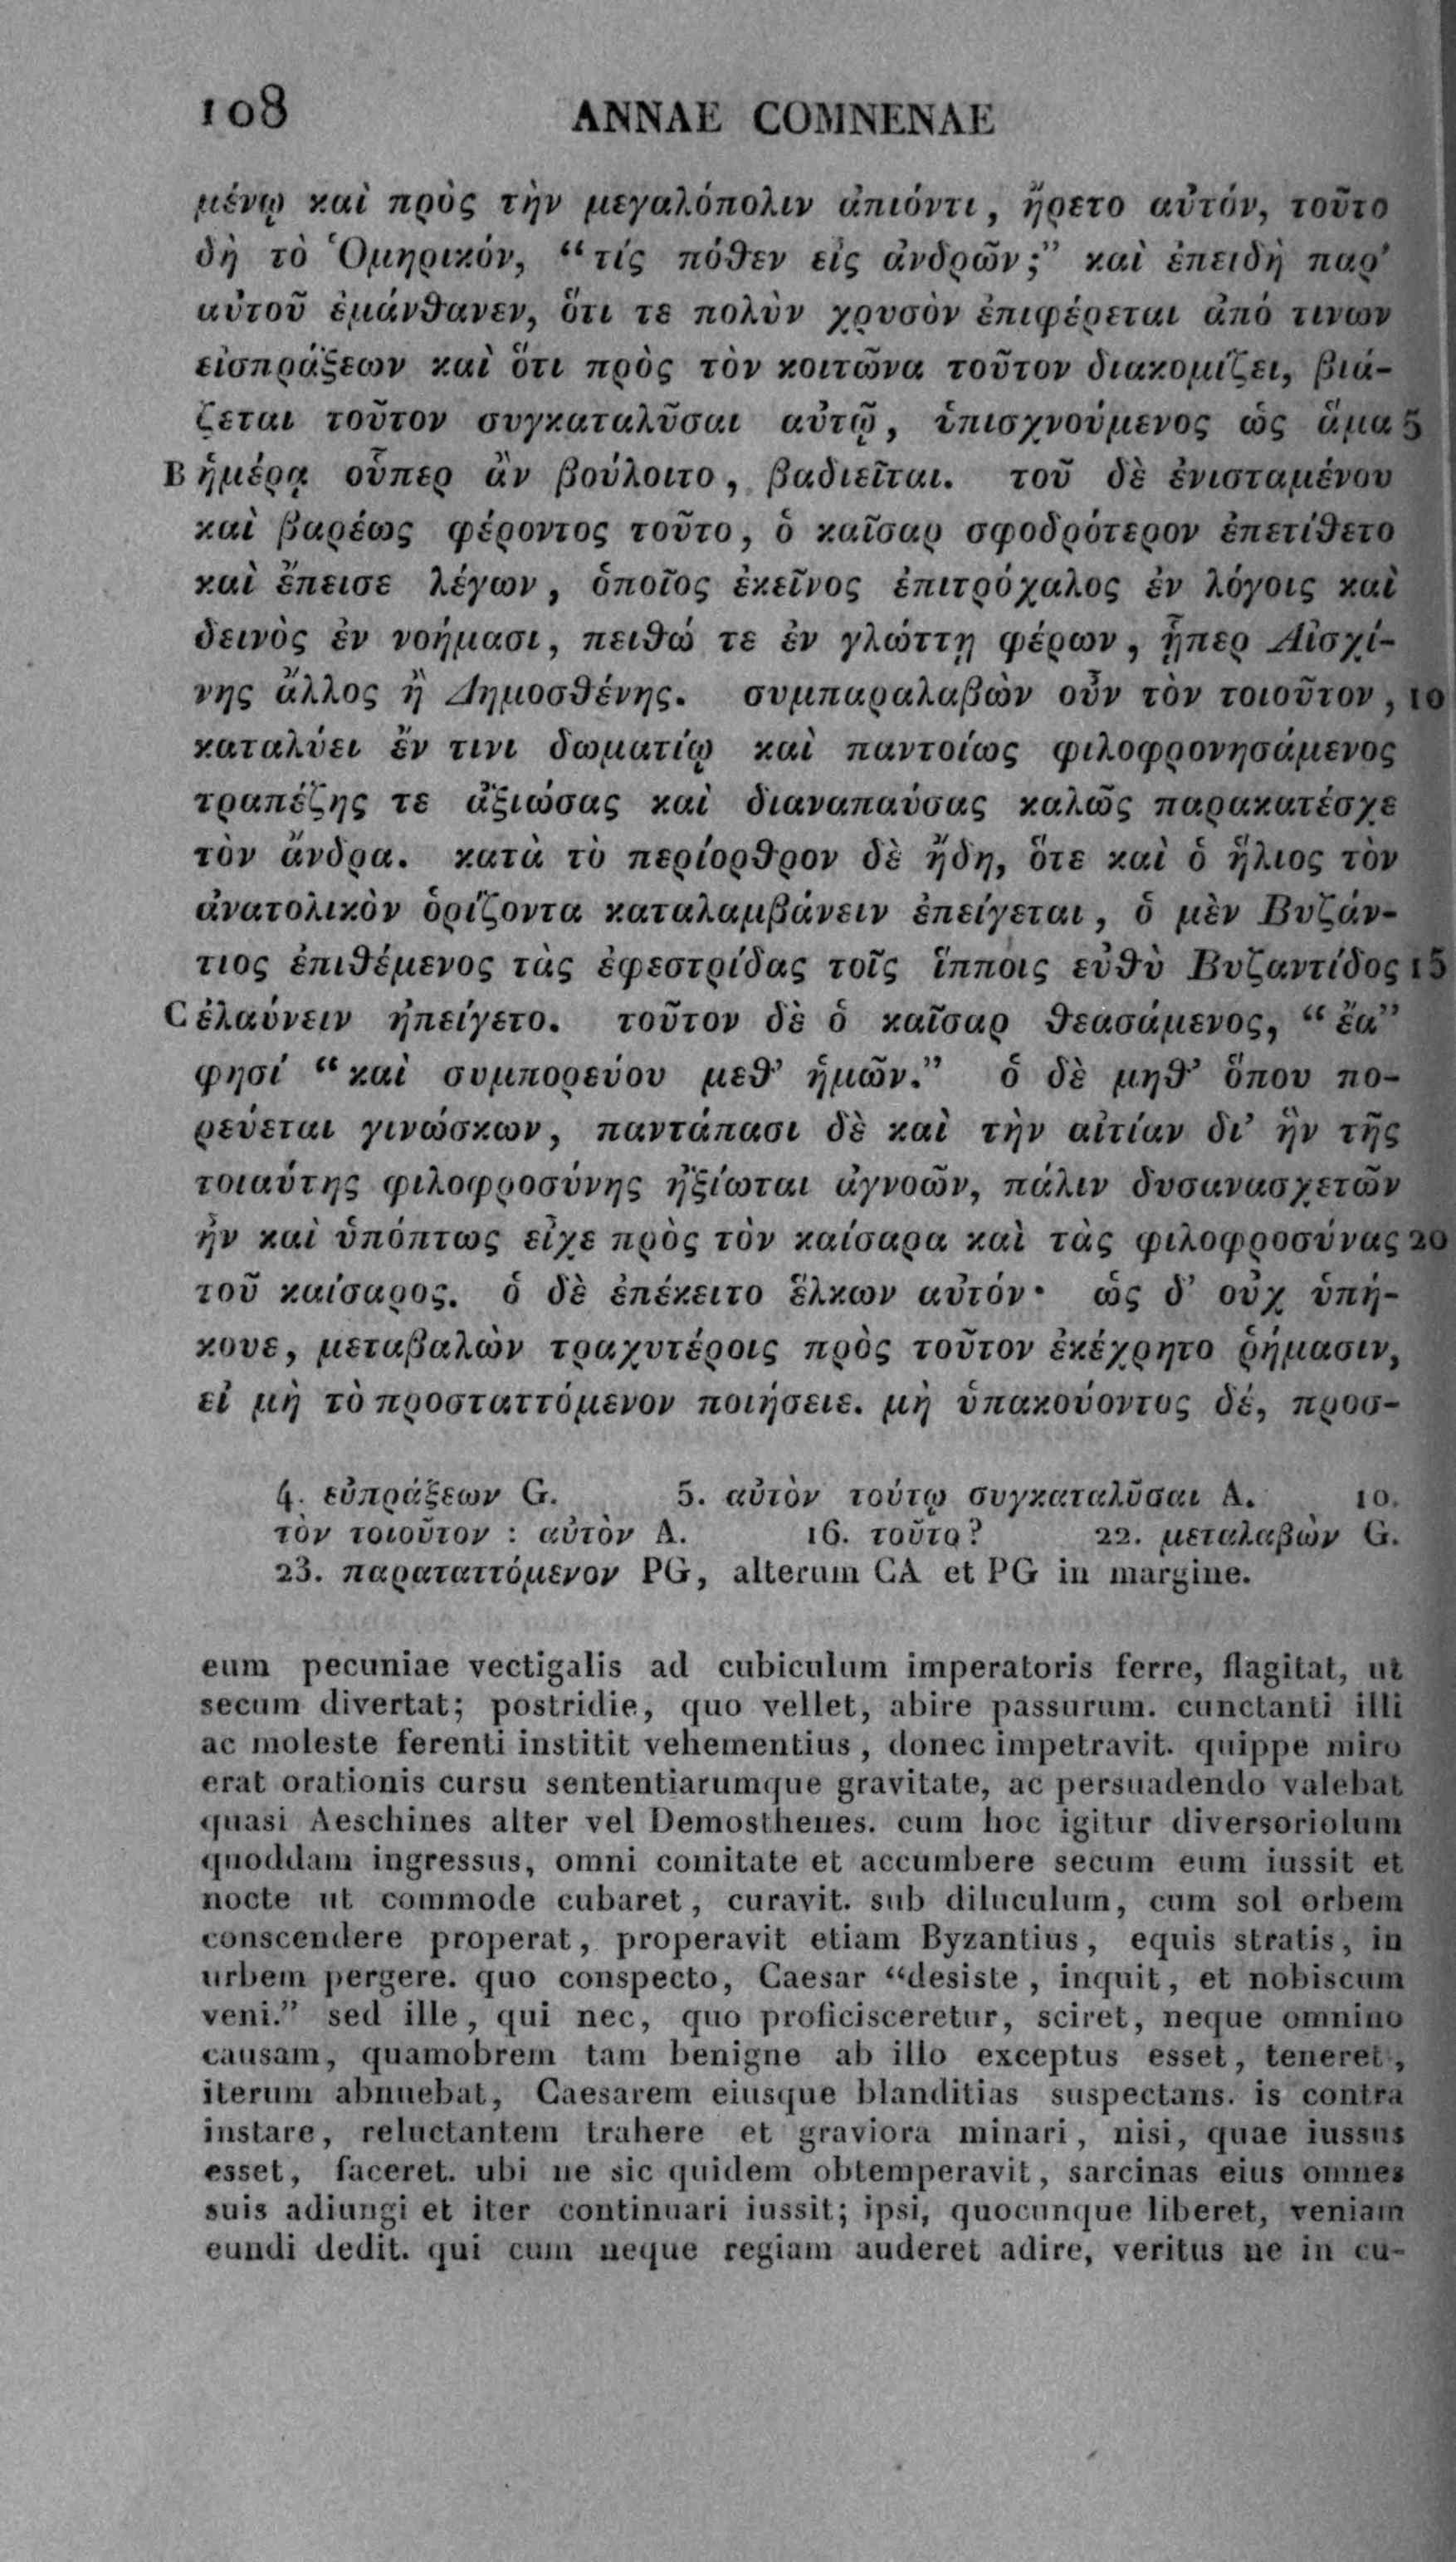 108 ANNAE COMNENAE
μένῳ καὶ πρὸς τὴν μεγαλόπολιν ἀπιόντι, ἤρετο αὐτόν, τοῦτο
δὴ τὸ Ὁμηρικόν, “τίς πόθεν εἰς ἀνδρῶν;” καὶ ἐπειδὴ παρ’
αὐτοῦ ἐμάνθανεν, ὅτι τε πολὺν χρυσὸν ἐπιφέρεται ἀπό τινων
εἰσπράξεων καὶ ὅτι πρὸς τὸν κοιτῶνα τοῦτον διακομίζει, βιά-
ζεται τοῦτον συγκαταλῦσαι αὐτῷ, ὑπισχνούμενος ὡς ἅμα 5
B ἡμέρᾳ οὗπερ ἂν βούλοιτο, βαδιεῖται. τοῦ δὲ ἐνισταμένου
καὶ βαρέως φέροντος τοῦτο, ὁ καῖσαρ σφοδρότερον ἐπετίθετο
καὶ ἔπεισε λέγων, ὁποῖος ἐκεῖνος ἐπιτρόχαλος ἐν λόγοις καὶ
δεινὸς ἐν νοήμασι, πειθώ τε ἐν γλώττῃ φέρων, ᾗπερ Αἰσχί-
νης ἄλλος ἢ Δημοσθένης. συμπαραλαβὼν οὖν τὸν τοιοῦτον, 10
καταλύει ἔν τινι δωματίῳ καὶ παντοίως φιλοφρονησάμενος
τραπέζης τε ἀξιώσας καὶ διαναπαύσας καλῶς παρακατέσχε
τὸν ἄνδρα. κατὰ τὸ περίορθρον δὲ ἤδη, ὅτε καὶ ὁ ἥλιος τὸν
ἀνατολικὸν ὁρίζοντα καταλαμβάνειν ἐπείγεται, ὁ μὲν Βυζάν-
τιος ἐπιθέμενος τὰς ἐφεστρίδας τοῖς ἵπποις εὐθὺ Βυζαντίδος 15
C ἐλαύνειν ἠπείγετο. τοῦτον δὲ ὁ καῖσαρ θεασάμενος, “ἔα”
φησί “καὶ συμπορεύου μεθ’ ἡμῶν.” ὁ δὲ μηθ’ ὅπου πο-
ρεύεται γινώσκων, παντάπασι δὲ καὶ τὴν αἰτίαν δι’ ἣν τῆς
τοιαύτης φιλοφροσύνης ἠξίωται ἀγνοῶν, πάλιν δυσανασχετῶν
ἦν καὶ ὑπόπτως εἶχε πρὸς τὸν καίσαρα καὶ τὰς φιλοφροσύνας 20
τοῦ καίσαρος. ὁ δὲ ἐπέκειτο ἕλκων αὐτόν· ὡς δ’ οὐχ ὑπή-
κουε, μεταβαλὼν τραχυτέροις πρὸς τοῦτον ἐκέχρητο ῥήμασιν,
εἰ μὴ τὸ προσταττόμενον ποιήσειε. μὴ ὑπακούοντος δέ, προσ-
4. εὐπράξεων G. 5. αὐτὸν τούτῳ συγκαταλῦσαι A. 10.
τὸν τοιοῦτον : αὐτὸν A. 16. τοῦτο? 22. μεταλαβὼν G.
23. παραταττόμενον PG, alterum CA et PG in margine.
eum pecuniae vectigalis ad cubiculum imperatoris ferre, flagitat, ut
secum divertat; postridie, quo vellet, abire passurum. cunctanti illi
ac moleste ferenti institit vehementius, donec impetravit. quippe miro
erat orationis cursu sententiarumque gravitate, ac persuadendo valebat
quasi Aeschines alter vel Demosthenes. cum hoc igitur diversoriolum
quoddam ingressus, omni comitate et accumbere secum eum iussit et
nocte ut commode cubaret, curavit. sub diluculum, cum sol orbem
conscendere properat, properavit etiam Byzantius, equis stratis, in
urbem pergere. quo conspecto, Caesar “desiste, inquit, et nobiscum
veni.” sed ille, qui nec, quo proficisceretur, sciret, neque omnino
causam, quamobrem tam benigne ab illo exceptus esset, teneret,
iterum abnuebat, Caesarem eiusque blanditias suspectans. is contra
instare, reluctantem trahere et graviora minari, nisi, quae iussus
esset, faceret. ubi ne sic quidem obtemperavit, sarcinas eius omnes
suis adiungi et iter continuari iussit; ipsi, quocunque liberet, veniam
eundi dedit. qui cum neque regiam auderet adire, veritus ne in cu-